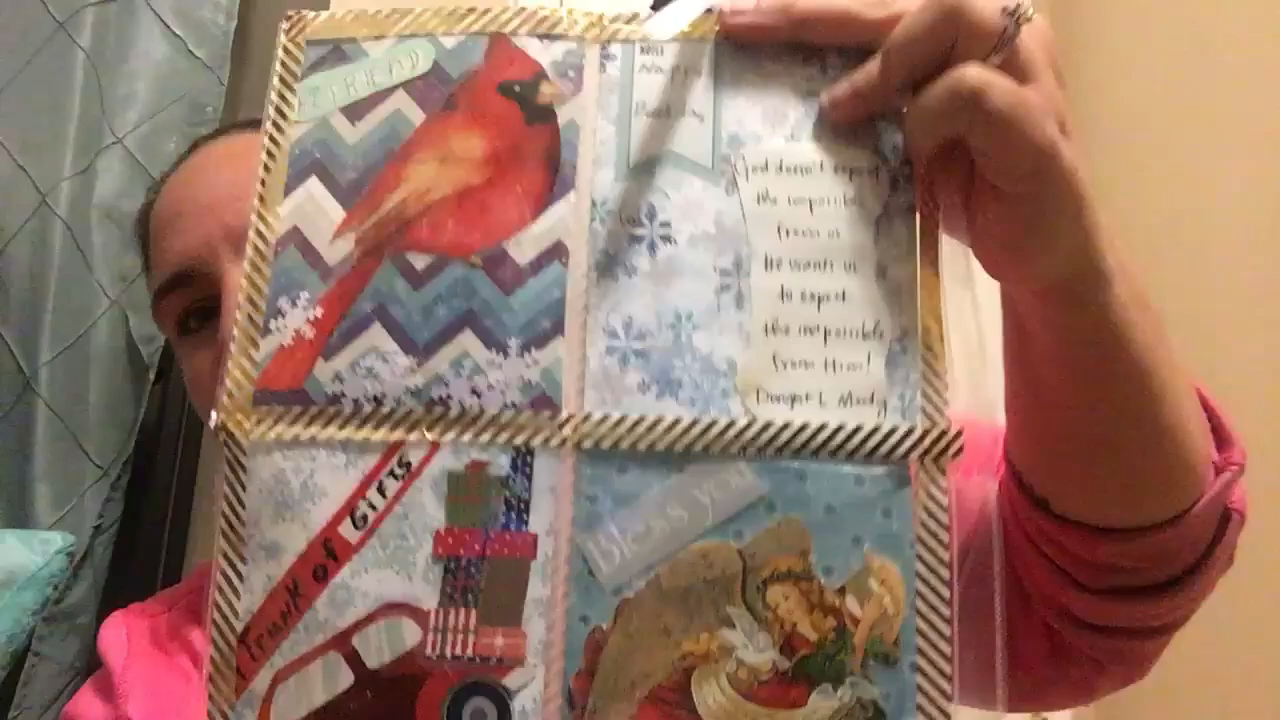 FRIEND
God doesn't expect
the impossible
from us
He wants us
to expect
the impossible
from Him!
Dwight L Moody
Trunk of GIFTS
Bless you